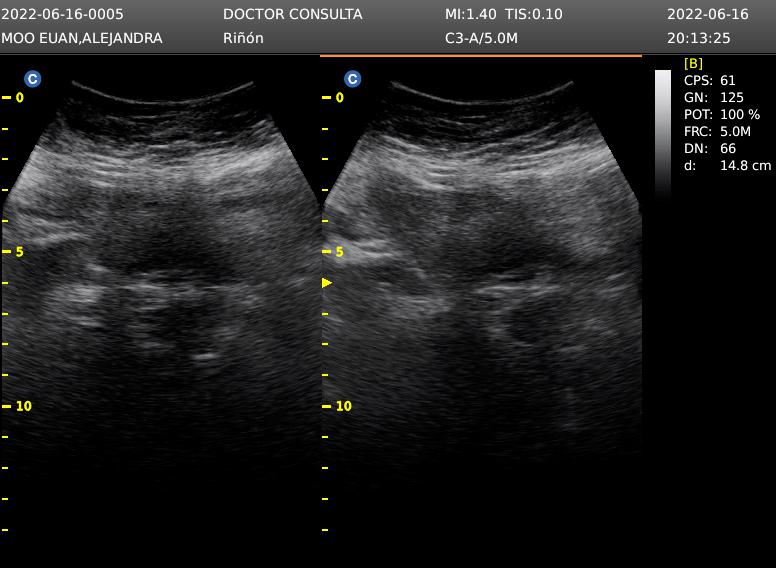 2022-06-16-0005 DOCTOR CONSULTA MI:1.40 TIS:0.10 2022-06-16
MOO EUAN,ALEJANDRA Riñón C3-A/5.0M 20:13:25
[B]
CPS: 61
GN: 125
POT: 100 %
FRC: 5.0M
DN: 66
d: 14.8 cm
C
0
5
10
C
0
5
10